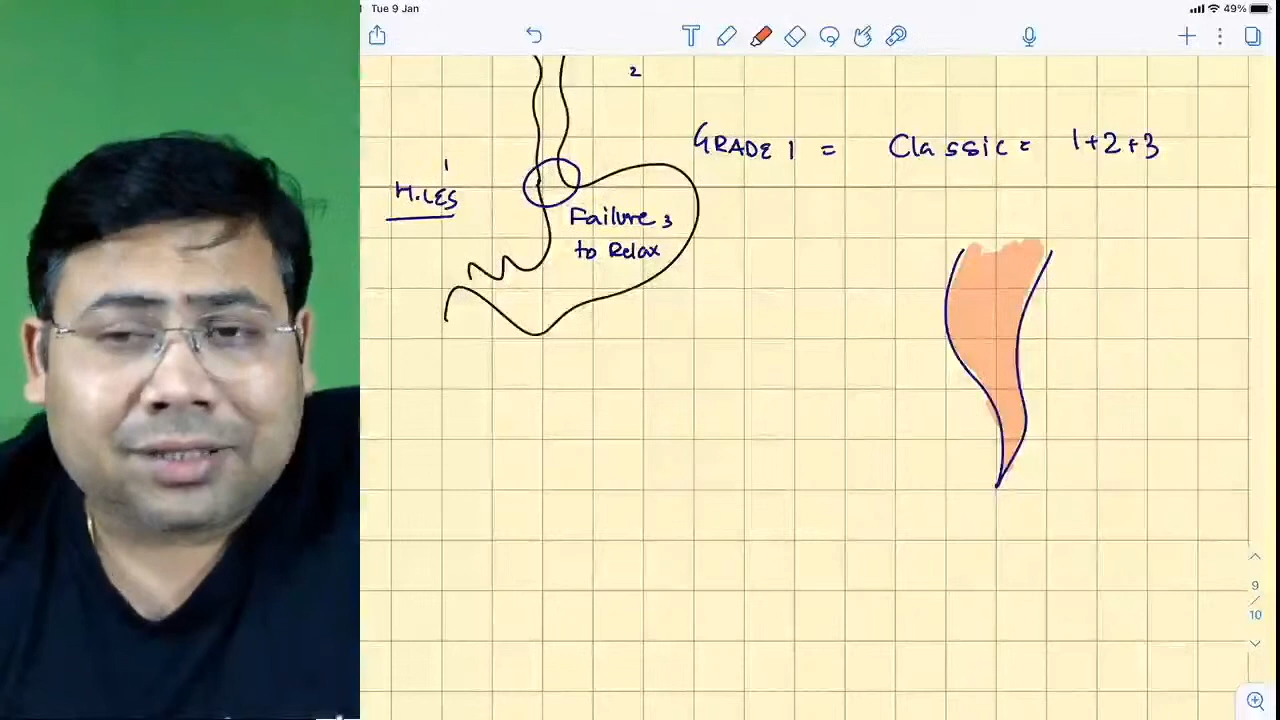 Tue 9 Jan
49%
T
2
GRADE 1 = Classic = 1+2+3
1
H.LES
Failure 3
to Relax
9
10